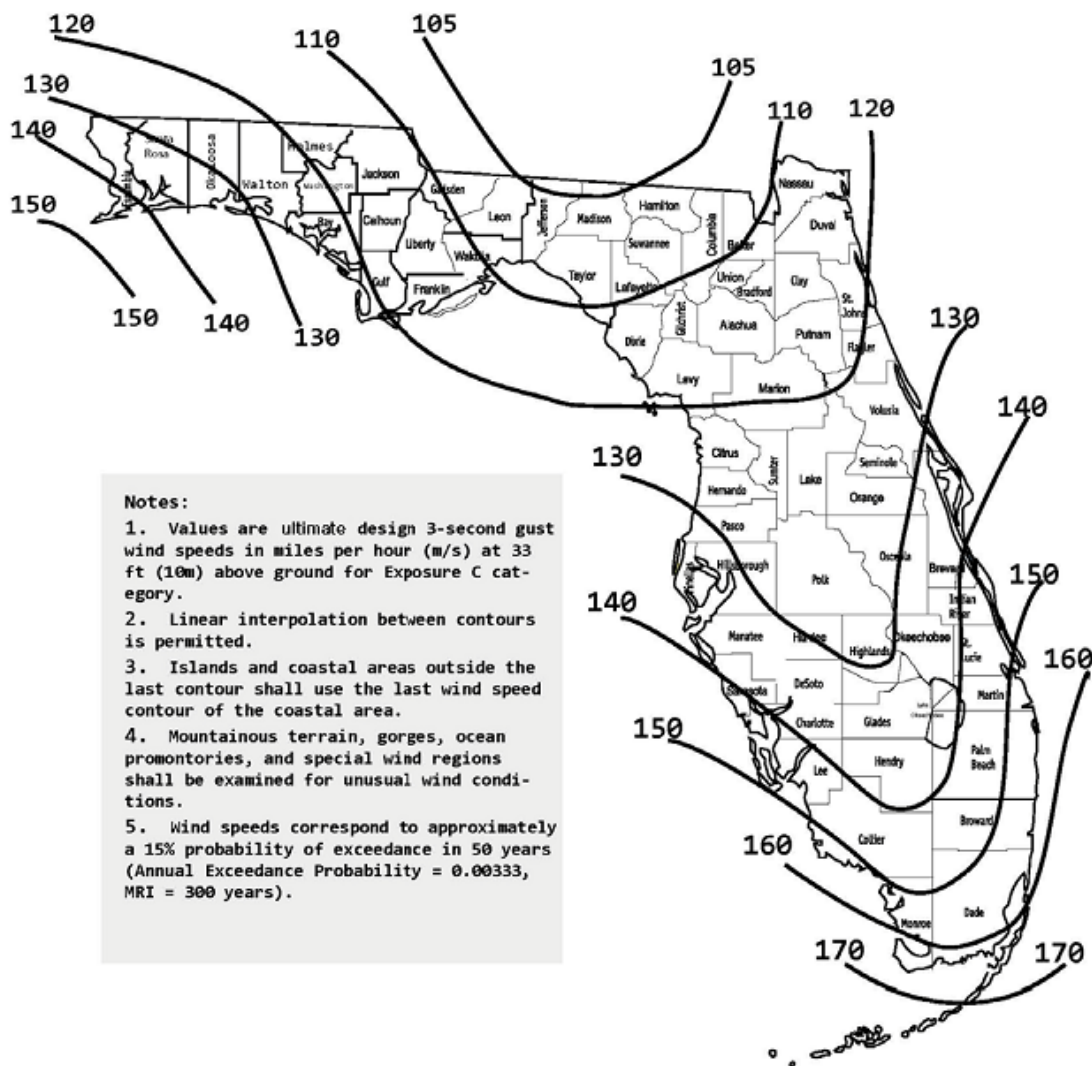 120
110
105
105
110
120
130
140
150
150
140
130
130
140
130
140
150
150
160
160
170
170
Santa
Rosa
Okaloosa
Walton
Holmes
Washington
Jackson
Bay
Calhoun
Gulf
Liberty
Gadsden
Franklin
Leon
Wakulla
Jefferson
Madison
Taylor
Hamilton
Suwannee
Lafayette
Columbia
Baker
Nassau
Duval
Union
Bradford
Clay
St.
Johns
Dixie
Gilchrist
Alachua
Putnam
Flagler
Levy
Marion
Volusia
Citrus
Sumter
Lake
Seminole
Hernando
Orange
Pasco
Hillsborough
Pinellas
Polk
Osceola
Brevard
Indian
River
Manatee
Hardee
Highlands
Okeechobee
St.
Lucie
Sarasota
DeSoto
Martin
Charlotte
Glades
Lake
Lee
Hendry
Palm
Beach
Collier
Broward
Monroe
Dade
Notes:
1. Values are ultimate design 3-second gust
wind speeds in miles per hour (m/s) at 33
ft (10m) above ground for Exposure C cat-
egory.
2. Linear interpolation between contours
is permitted.
3. Islands and coastal areas outside the
last contour shall use the last wind speed
contour of the coastal area.
4. Mountainous terrain, gorges, ocean
promontories, and special wind regions
shall be examined for unusual wind condi-
tions.
5. Wind speeds correspond to approximately
a 15% probability of exceedance in 50 years
(Annual Exceedance Probability = 0.00333,
MRI = 300 years).